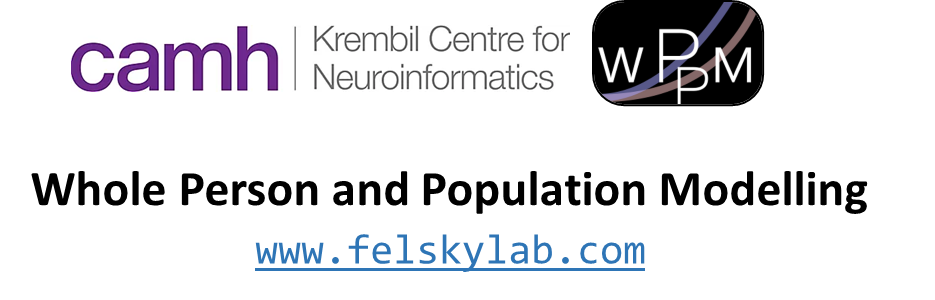 camh Krembil Centre for
Neuroinformatics
WPPM
Whole Person and Population Modelling
www.felskylab.com